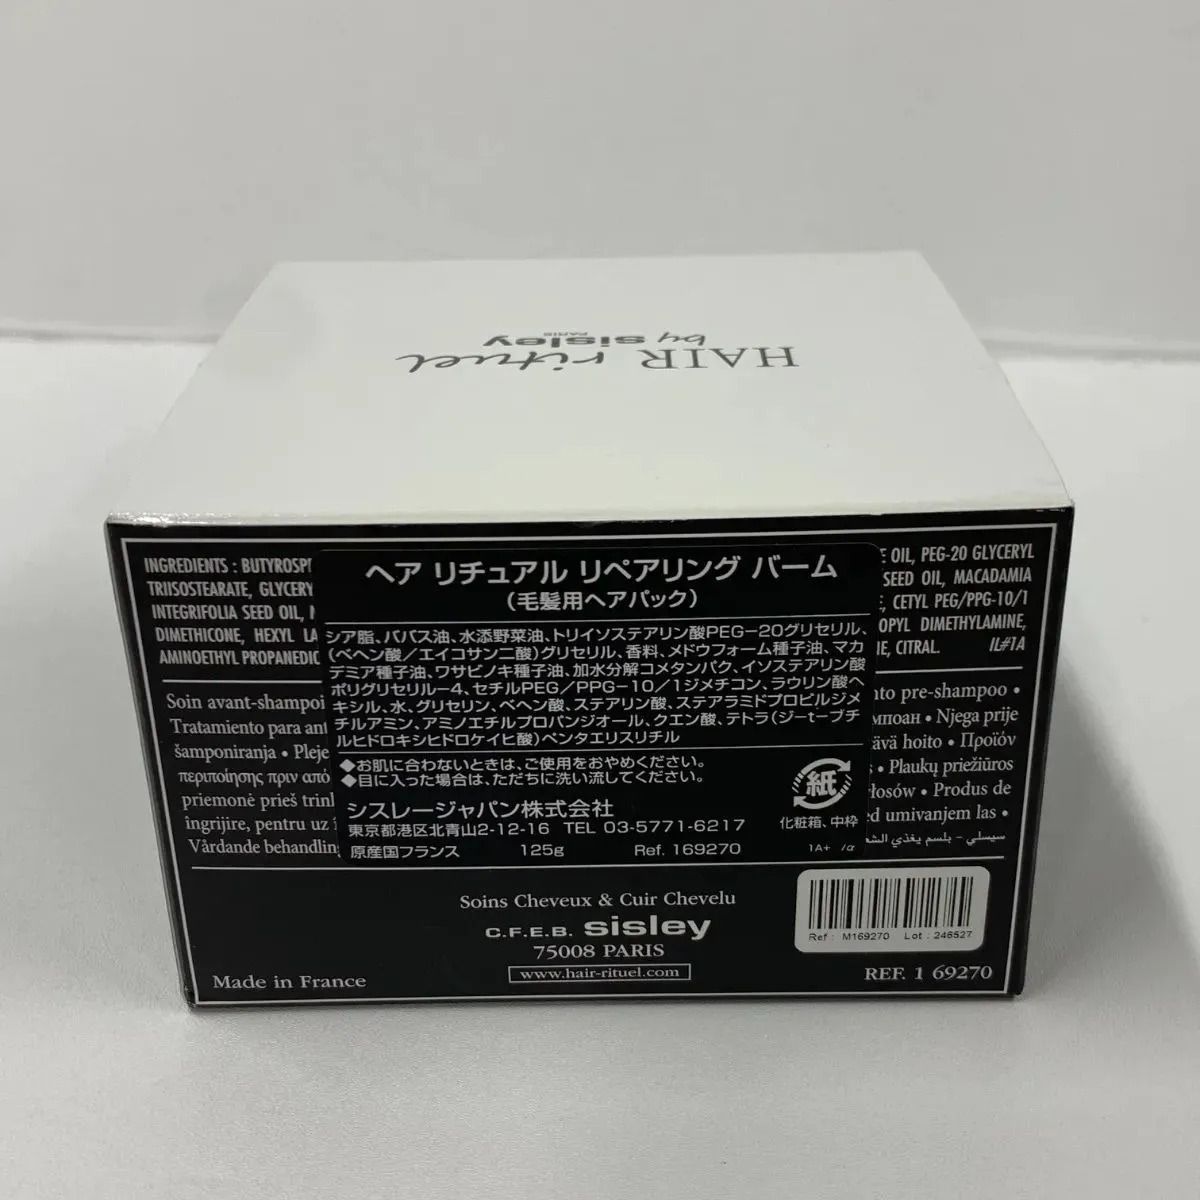 HAIR rituel
by sisley
PARIS
INGREDIENTS : BUTYROSP
TRIISOSTEARATE, GLYCERY
INTEGRIFOLIA SEED OIL,
DIMETHICONE, HEXYL LA
AMINOETHYL PROPANEDIO
E OIL, PEG-20 GLYCERYL
SEED OIL, MACADAMIA
CETYL PEG/PPG-10/1
OPYL DIMETHYLAMINE,
NE, CITRAL. IL#1A
Soin avant-shampoi
Tratamiento para ant
šamponiranja • Pleje
περιποίησης πριν από
priemonė prieš trinl
îngrijire, pentru uz
Vårdande behandlin
nto pre-shampoo •
мпоан • Njega prije
ävä hoito • Προϊόν
• Plaukų priežiūros
łosów • Produs de
ed umivanjem las •
سيسلي - بلسم يغذي الش
ヘア リチュアル リペアリング バーム
(毛髪用ヘアパック)
シア脂、ババス油、水添野菜油、トリイソステアリン酸PEG-20グリセリル、
(ベヘン酸/エイコサン二酸)グリセリル、香料、メドウフォーム種子油、マカ
デミア種子油、ワサビノキ種子油、加水分解コメタンパク、イソステアリン酸
ポリグリセリル-4、セチルPEG/PPG-10/1ジメチコン、ラウリン酸ヘ
キシル、水、グリセリン、ベヘン酸、ステアリン酸、ステアラミドプロピルジメ
チルアミン、アミノエチルプロパンジオール、クエン酸、テトラ(ジ-t-ブチ
ルヒドロキシヒドロケイヒ酸)ペンタエリスリチル
◆お肌に合わないときは、ご使用をおやめください。
◆目に入った場合は、ただちに洗い流してください。
シスレージャパン株式会社
東京都港区北青山2-12-16 TEL 03-5771-6217
原産国フランス 125g Ref. 169270
紙
化粧箱、中枠
1A+ /α
Soins Cheveux & Cuir Chevelu
C.F.E.B. sisley
75008 PARIS
www.hair-rituel.com
Made in France
Ref : M169270 Lot : 246527
REF. 1 69270